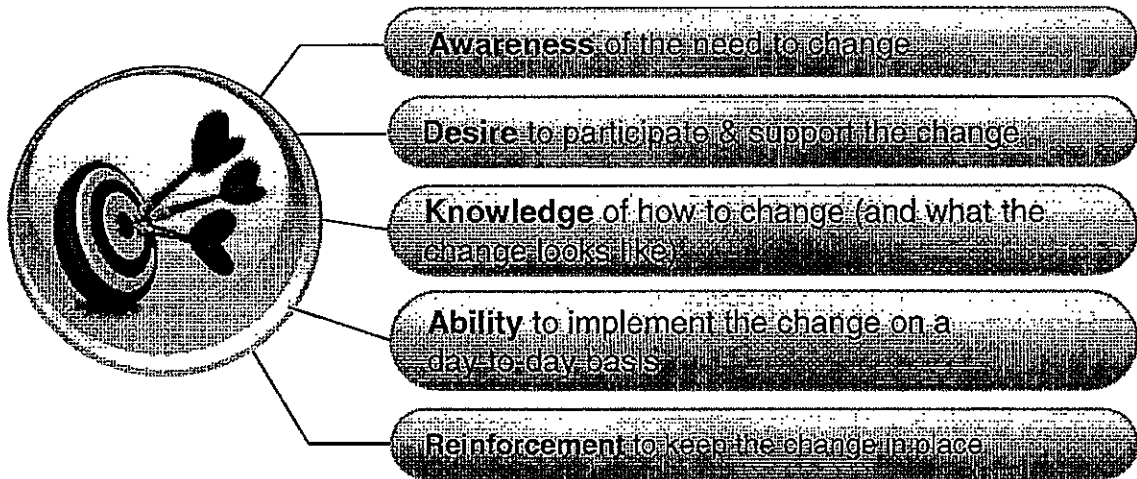 Awareness of the need to change
Desire to participate & support the change
Knowledge of how to change (and what the
change looks like)
Ability to implement the change on a
day-to-day basis
Reinforcement to keep the change in place